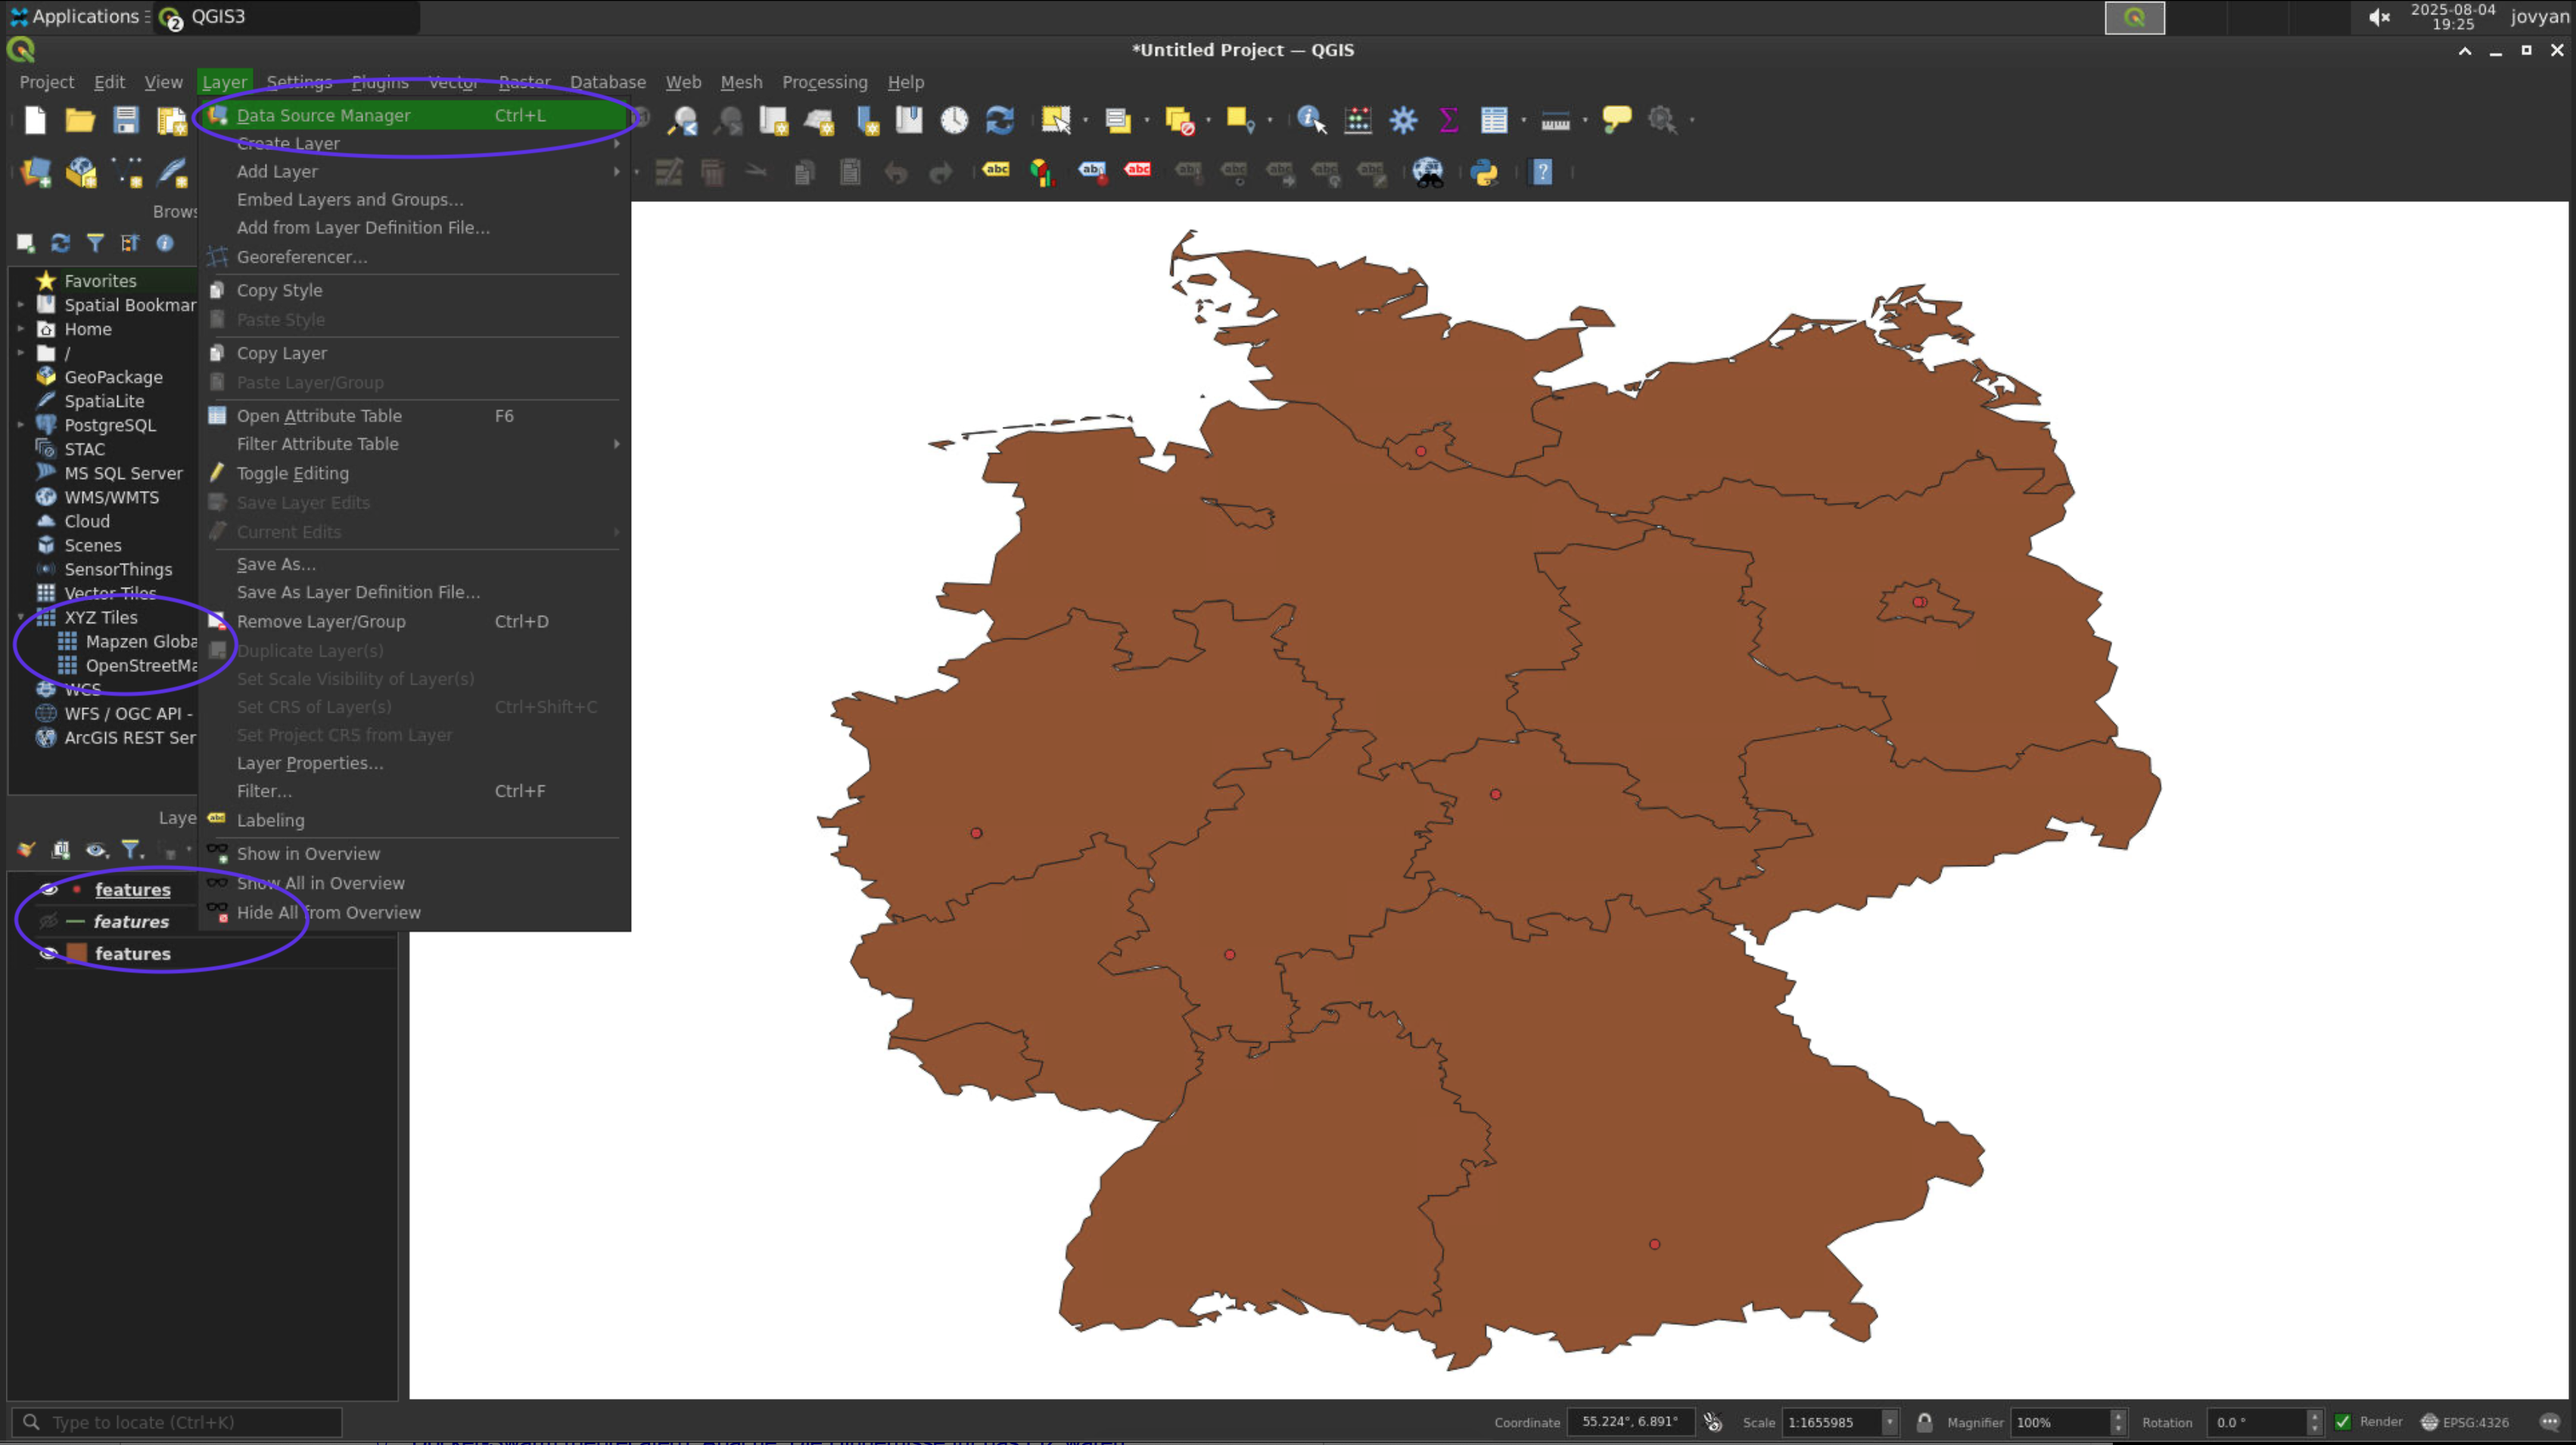 Applications
QGIS3
2
2025-08-04
19:25
jovyan
*Untitled Project — QGIS
Project Edit View Layer Settings Plugins Vector Raster Database Web Mesh Processing Help
Data Source Manager Ctrl+L
Create Layer
Add Layer
Embed Layers and Groups...
Add from Layer Definition File...
Georeferencer...
Copy Style
Paste Style
Copy Layer
Paste Layer/Group
Open Attribute Table F6
Filter Attribute Table
Toggle Editing
Save Layer Edits
Current Edits
Save As...
Save As Layer Definition File...
Remove Layer/Group Ctrl+D
Duplicate Layer(s)
Set Scale Visibility of Layer(s)
Set CRS of Layer(s) Ctrl+Shift+C
Set Project CRS from Layer
Layer Properties...
Filter... Ctrl+F
Labeling
Show in Overview
Show All in Overview
Hide All from Overview
abc abc abc
Brows
Favorites
Spatial Bookmar
Home
/
GeoPackage
SpatiaLite
PostgreSQL
STAC
MS SQL Server
WMS/WMTS
Cloud
Scenes
SensorThings
Vector Tiles
XYZ Tiles
Mapzen Globa
OpenStreetMa
WCS
WFS / OGC API -
ArcGIS REST Ser
Laye
features
features
features
Type to locate (Ctrl+K)
Coordinate 55.224°, 6.891° Scale 1:1655985 Magnifier 100% Rotation 0.0 ° Render EPSG:4326